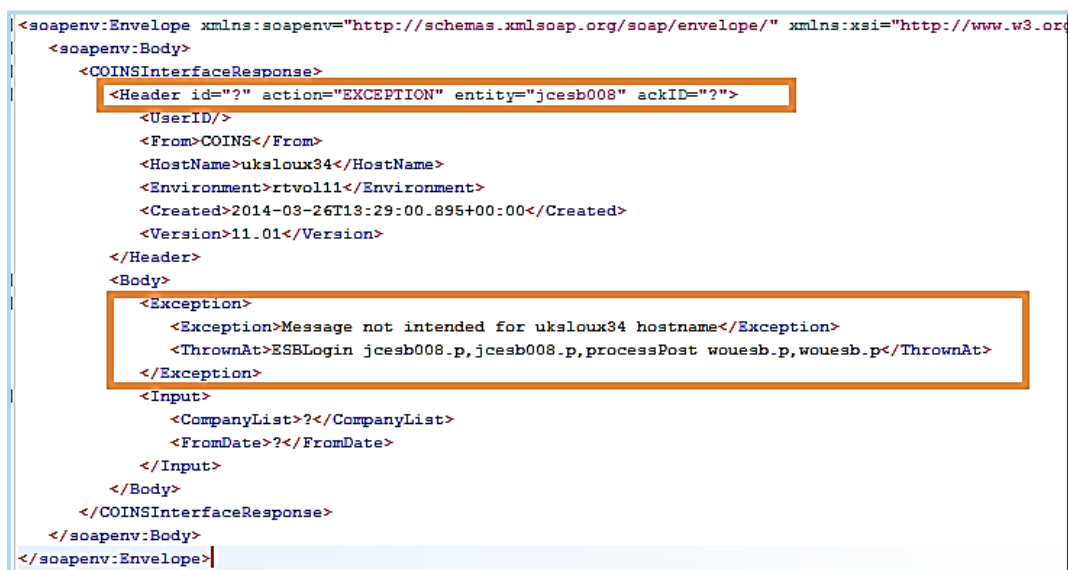 <soapenv:Envelope xmlns:soapenv="http://schemas.xmlsoap.org/soap/envelope/" xmlns:xsi="http://www.w3.org
<soapenv:Body>
<COINSInterfaceResponse>
<Header id="?" action="EXCEPTION" entity="jcesb008" ackID="?">
<UserID/>
<From>COINS</From>
<HostName>uksloux34</HostName>
<Environment>rtvol11</Environment>
<Created>2014-03-26T13:29:00.895+00:00</Created>
<Version>11.01</Version>
</Header>
<Body>
<Exception>
<Exception>Message not intended for uksloux34 hostname</Exception>
<ThrownAt>ESBLogin jcesb008.p,jcesb008.p,processPost wouesb.p,wouesb.p</ThrownAt>
</Exception>
<Input>
<CompanyList>?</CompanyList>
<FromDate>?</FromDate>
</Input>
</Body>
</COINSInterfaceResponse>
</soapenv:Body>
</soapenv:Envelope>